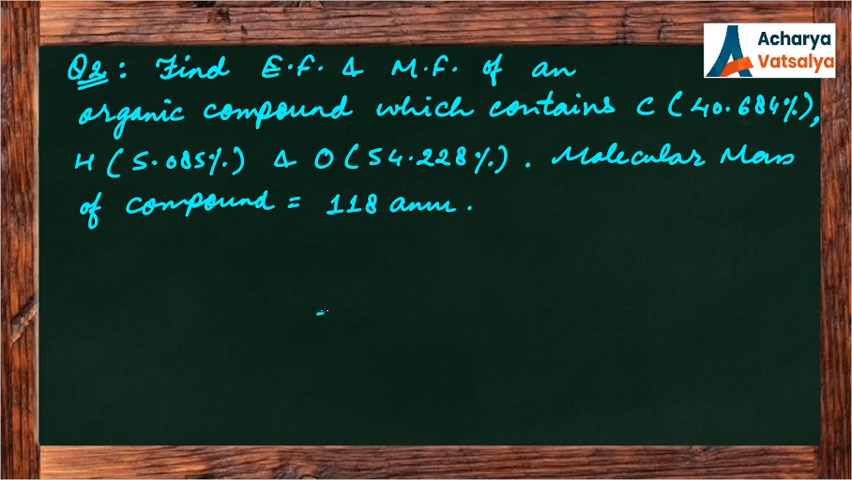 Acharya
Vatsalya
Q2: Find E.F. & M.F. of an
organic compound which contains C (40.684%),
H (5.085%) & O (54.228%). Molecular Mass
of compound = 118 amu.